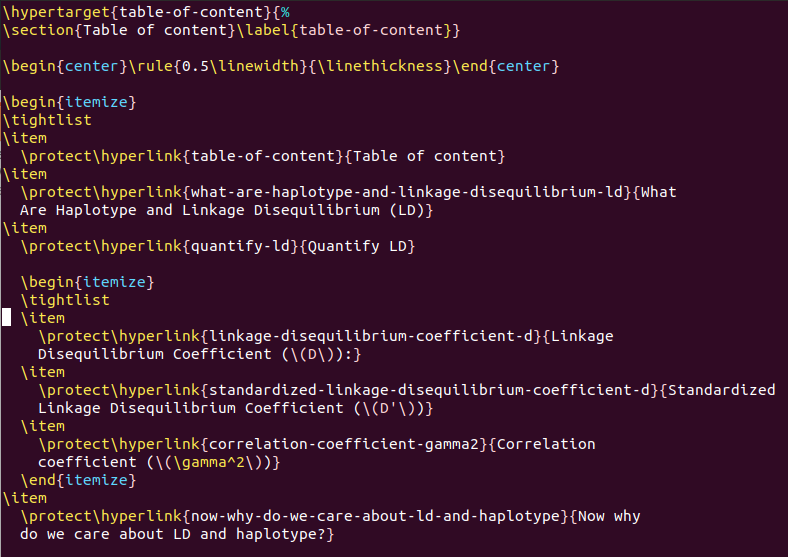 \hypertarget{table-of-content}{%
\section{Table of content}\label{table-of-content}}

\begin{center}\rule{0.5\linewidth}{\linethickness}\end{center}

\begin{itemize}
\tightlist
\item
  \protect\hyperlink{table-of-content}{Table of content}
\item
  \protect\hyperlink{what-are-haplotype-and-linkage-disequilibrium-ld}{What
  Are Haplotype and Linkage Disequilibrium (LD)}
\item
  \protect\hyperlink{quantify-ld}{Quantify LD}

  \begin{itemize}
  \tightlist
  \item
    \protect\hyperlink{linkage-disequilibrium-coefficient-d}{Linkage
    Disequilibrium Coefficient (\(D\)):}
  \item
    \protect\hyperlink{standardized-linkage-disequilibrium-coefficient-d}{Standardized
    Linkage Disequilibrium Coefficient (\(D'\))}
  \item
    \protect\hyperlink{correlation-coefficient-gamma2}{Correlation
    coefficient (\(\gamma^2\))}
  \end{itemize}
\item
  \protect\hyperlink{now-why-do-we-care-about-ld-and-haplotype}{Now why
  do we care about LD and haplotype?}